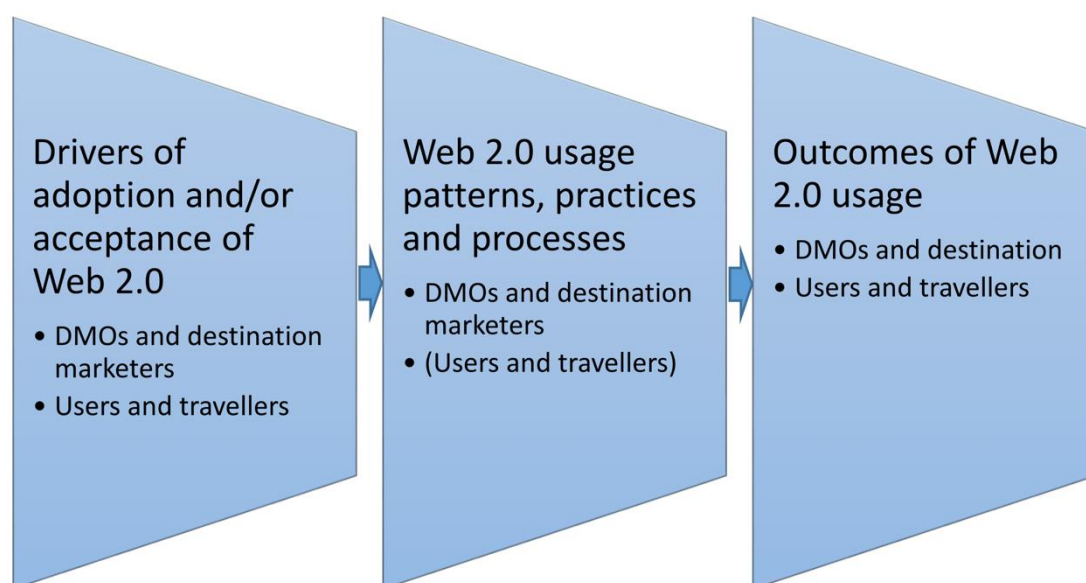 Drivers of
adoption and/or
acceptance of
Web 2.0
• DMOs and destination
marketers
• Users and travellers
Web 2.0 usage
patterns, practices
and processes
• DMOs and destination
marketers
• (Users and travellers)
Outcomes of Web
2.0 usage
• DMOs and destination
• Users and travellers